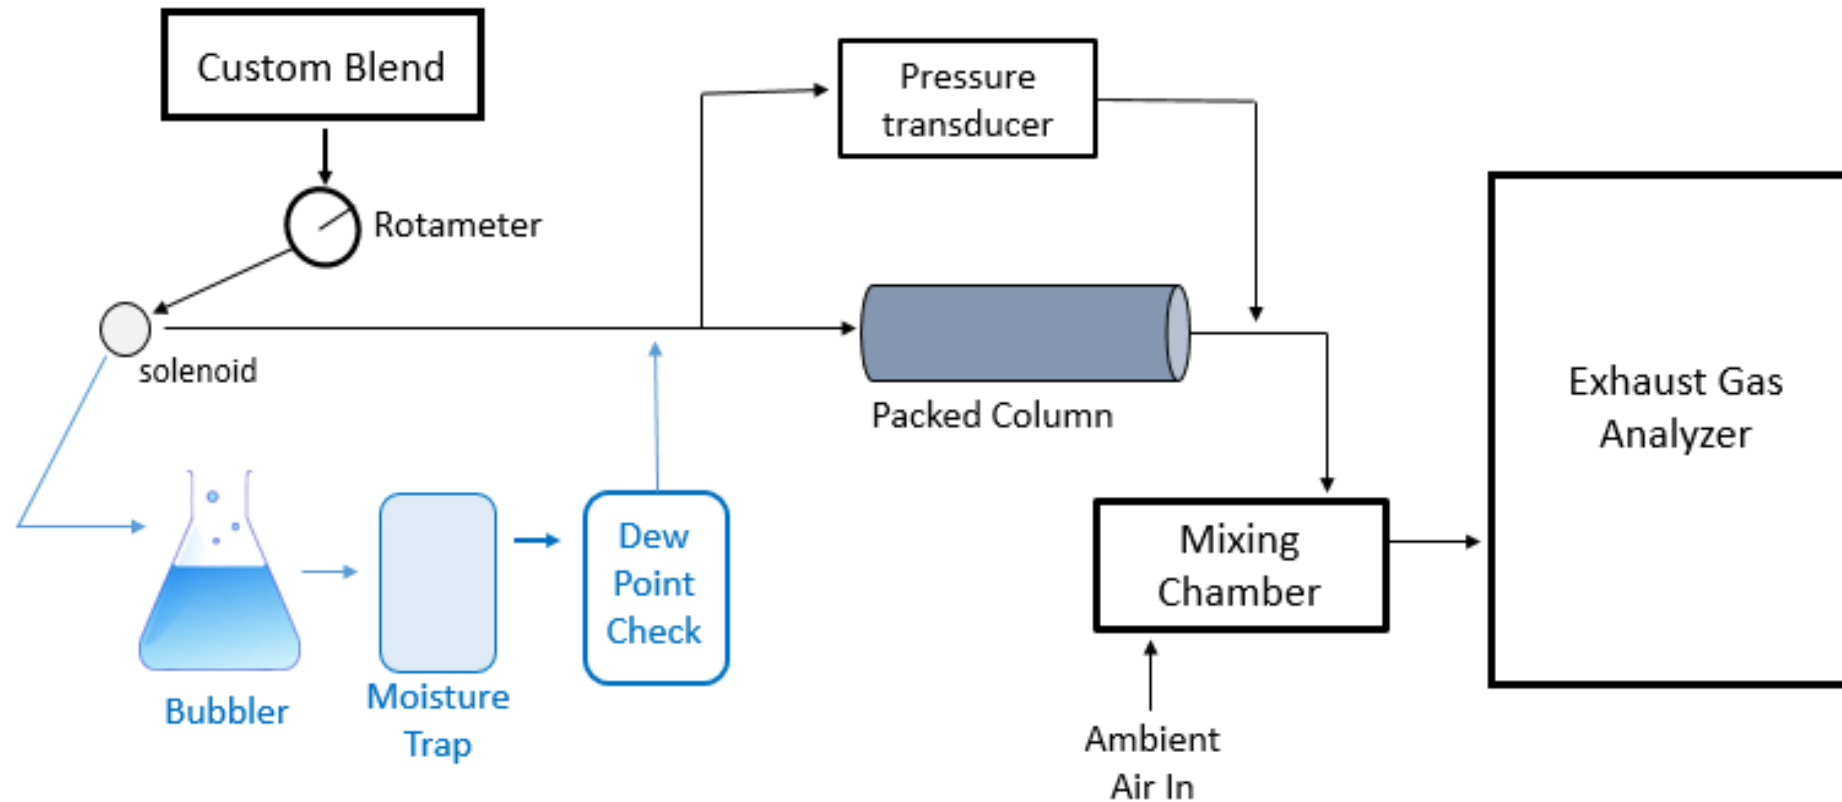 Custom Blend
Pressure
transducer
Rotameter
solenoid
Packed Column
Exhaust Gas
Analyzer
Dew
Point
Check
Mixing
Chamber
Bubbler
Moisture
Trap
Ambient
Air In